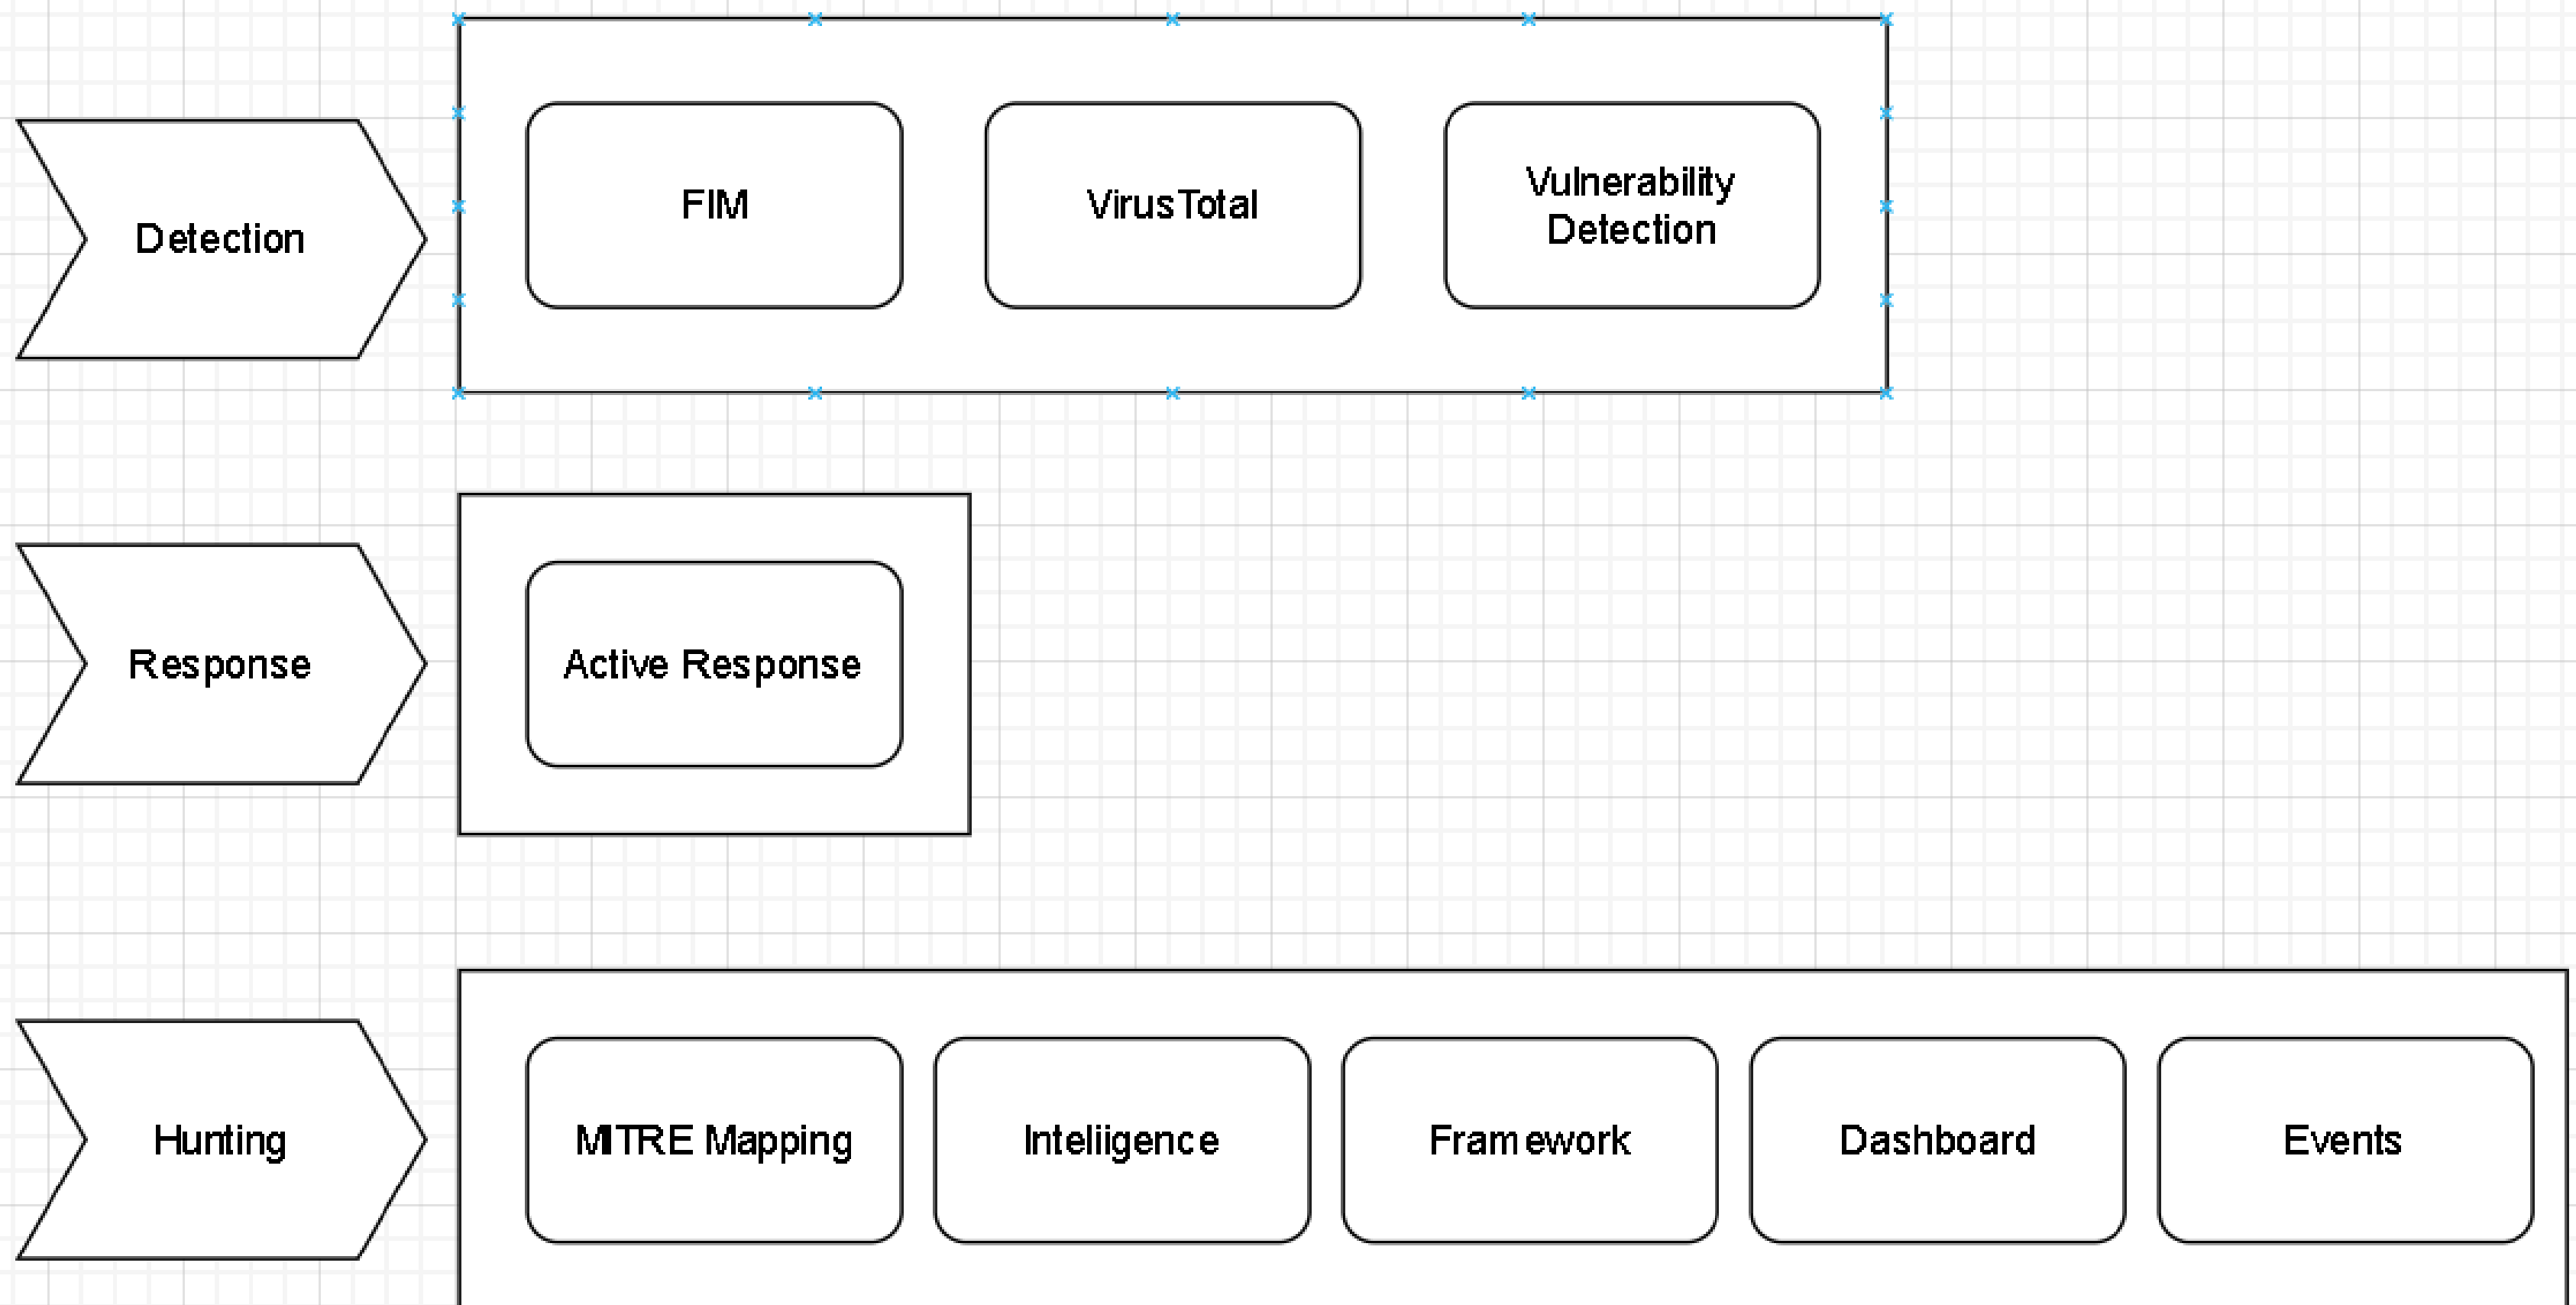 Detection
FIM
VirusTotal
Vulnerability
Detection
Response
Active Response
Hunting
MITRE Mapping
Inteliigence
Framework
Dashboard
Events